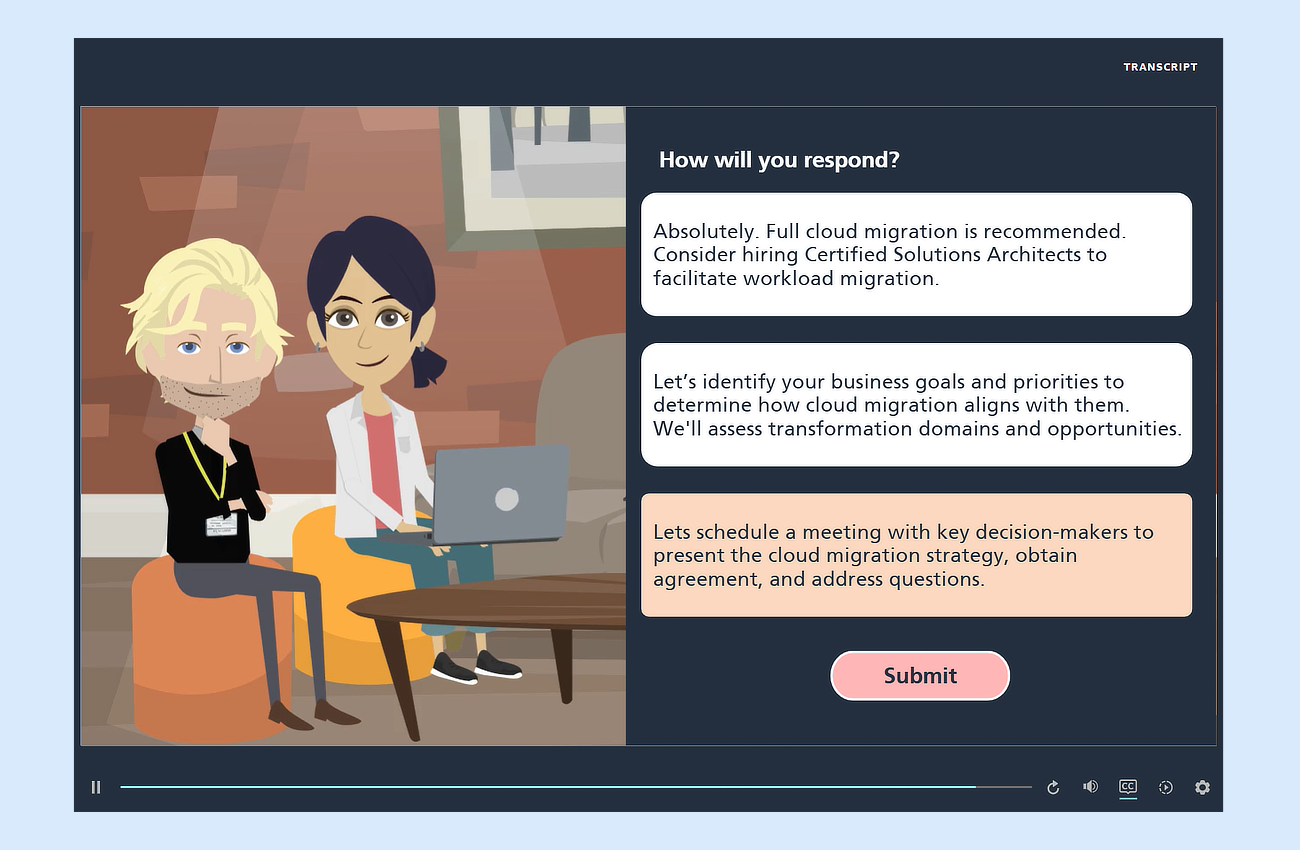 TRANSCRIPT
How will you respond?
Absolutely. Full cloud migration is recommended.
Consider hiring Certified Solutions Architects to
facilitate workload migration.
Let’s identify your business goals and priorities to
determine how cloud migration aligns with them.
We'll assess transformation domains and opportunities.
Lets schedule a meeting with key decision-makers to
present the cloud migration strategy, obtain
agreement, and address questions.
Submit
CC